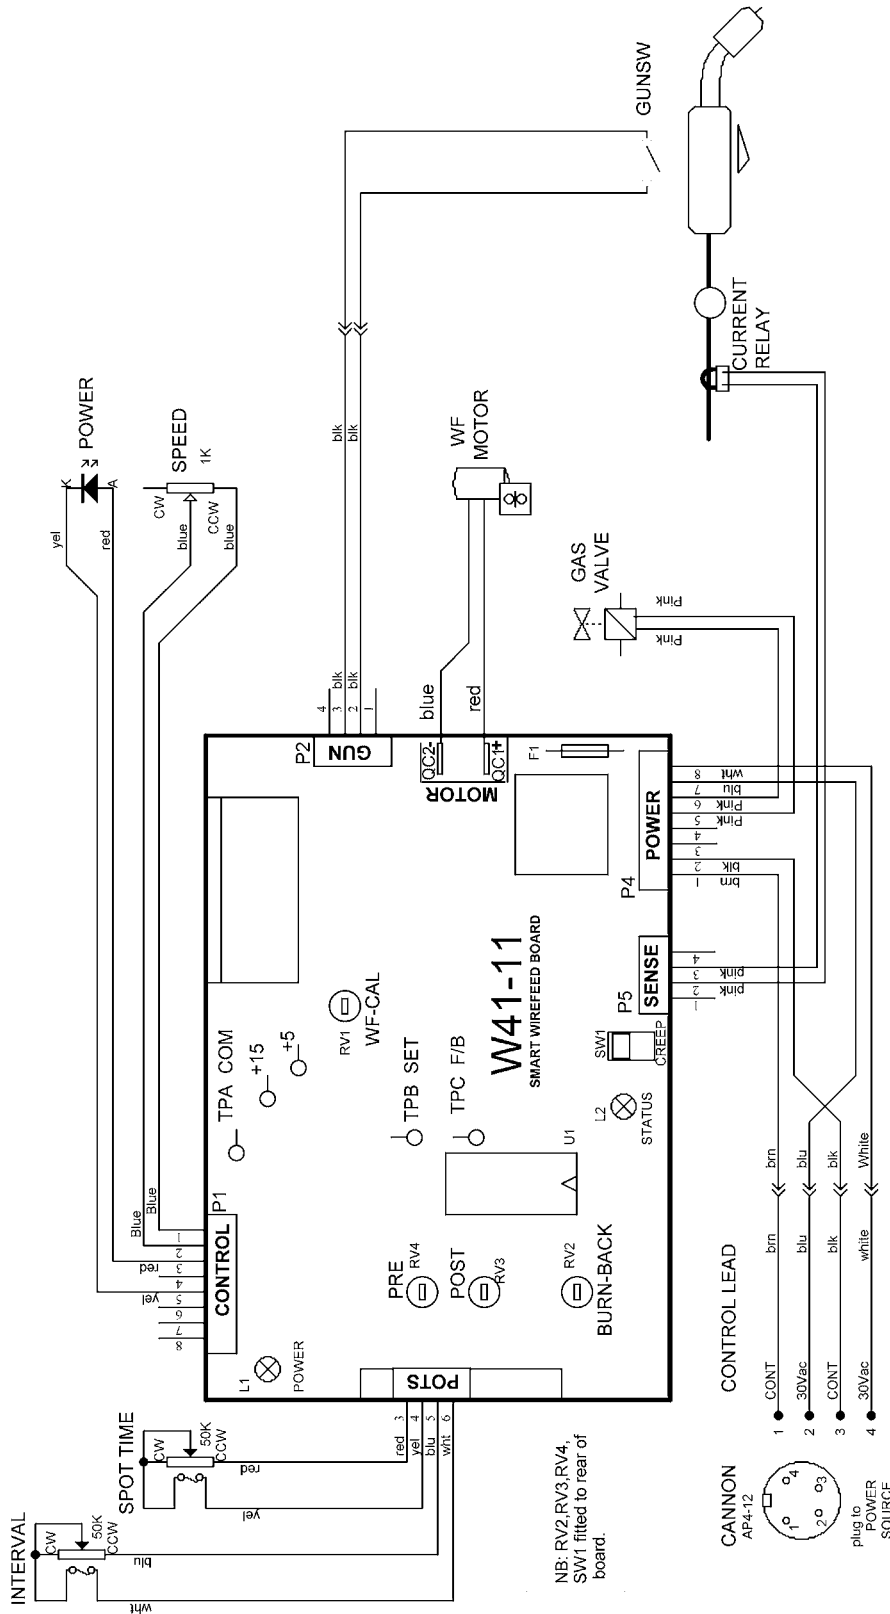 INTERVAL
CW
50K
CCW
blu
wht
SPOT TIME
CW
50K
CCW
red
yel
red
yel
blu
wht
3
4
5
6
POTS
NB: RV2,RV3,RV4,
SW1 fitted to rear of
board.
POWER
K
A
yel
red
CW
SPEED
1K
CCW
blue
blue
Blue
Blue
red
yel
1
2
3
4
5
6
7
8
CONTROL
P1
L1
POWER
TPA COM
+15
+5
RV1
WF-CAL
TPB SET
TPC F/B
PRE
RV4
POST
RV3
RV2
BURN-BACK
U1
W41-11
SMART WIREFEED BOARD
L2
STATUS
SW1
CREEP
P2
GUN
4
3
2
1
blk
blk
blk
blk
GUNSW
QC2-
QC1+
MOTOR
blue
red
WF
MOTOR
F1
P4
POWER
1
2
3
4
5
6
7
8
brn
blk
Pink
Pink
blu
wht
GAS
VALVE
Pink
Pink
P5
SENSE
1
2
3
4
pink
pink
CURRENT
RELAY
CONTROL LEAD
1
CONT
brn
brn
2
30Vac
blu
blu
3
CONT
blk
blk
4
30Vac
white
White
CANNON
AP4-12
1
2
3
4
plug to
POWER
SOURCE